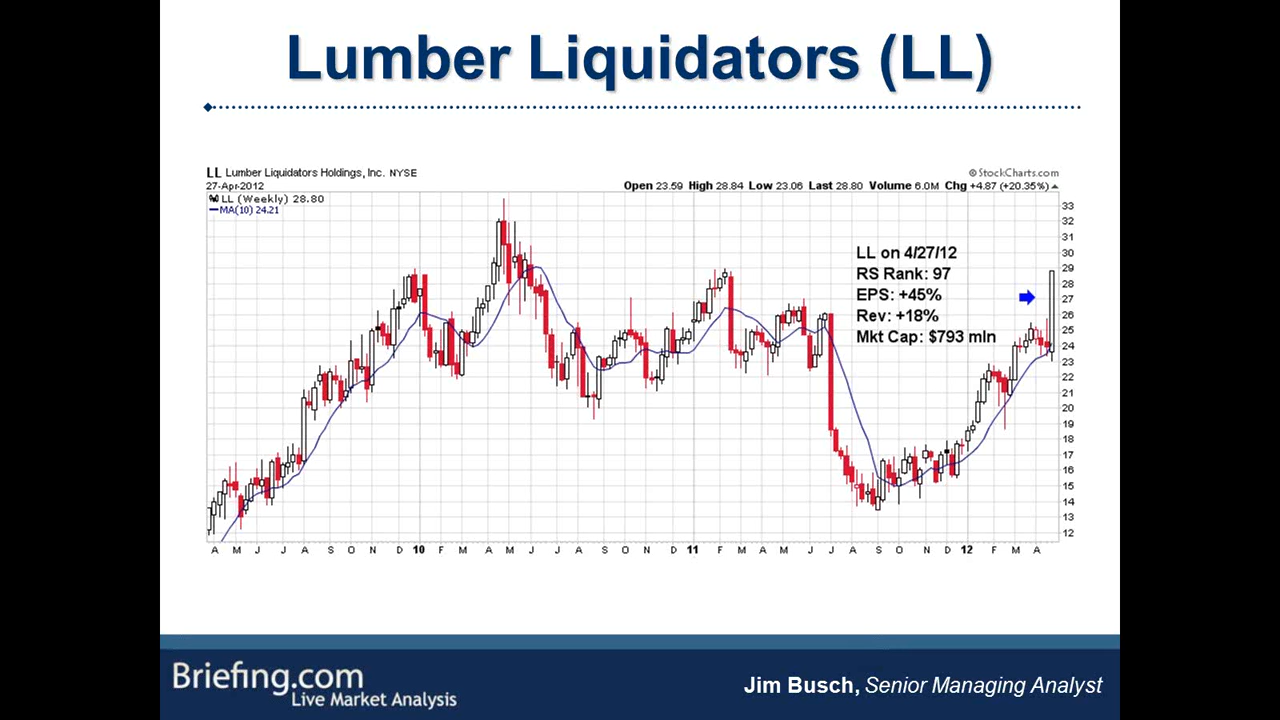 Lumber Liquidators (LL)
LL Lumber Liquidators Holdings, Inc. NYSE
© StockCharts.com
27-Apr-2012
Open 23.59 High 28.84 Low 23.06 Last 28.80 Volume 6.0M Chg +4.87 (+20.35%)
LL (Weekly) 28.80
MA(10) 24.21
LL on 4/27/12
RS Rank: 97
EPS: +45%
Rev: +18%
Mkt Cap: $793 mln
33
32
31
30
29
28
27
26
25
24
23
22
21
20
19
18
17
16
15
14
13
12
A M J J A S O N D 10 F M A M J J A S O N D 11 F M A M J J A S O N D 12 F M A
Briefing.com
Live Market Analysis
Jim Busch, Senior Managing Analyst